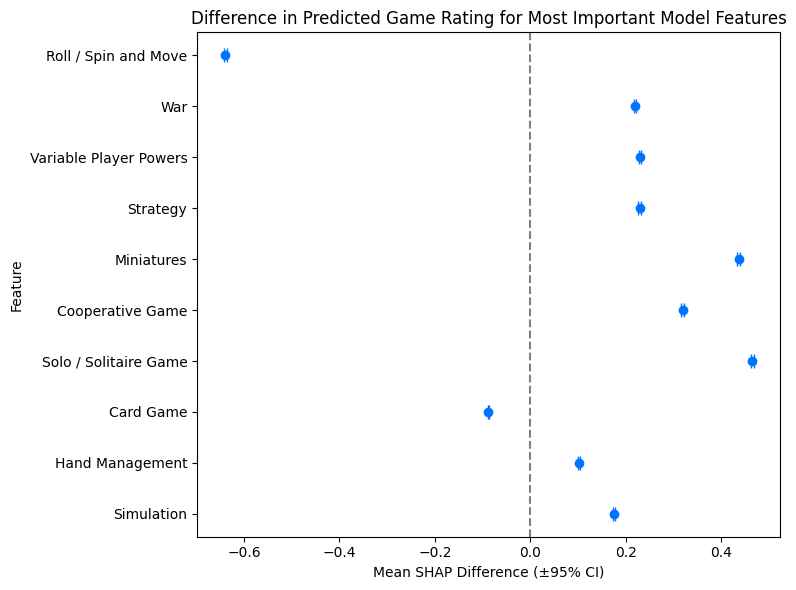 Difference in Predicted Game Rating for Most Important Model Features
Roll / Spin and Move
War
Variable Player Powers
Strategy
Miniatures
Cooperative Game
Solo / Solitaire Game
Card Game
Hand Management
Simulation
Feature
−0.6
−0.4
−0.2
0.0
0.2
0.4
Mean SHAP Difference (±95% CI)